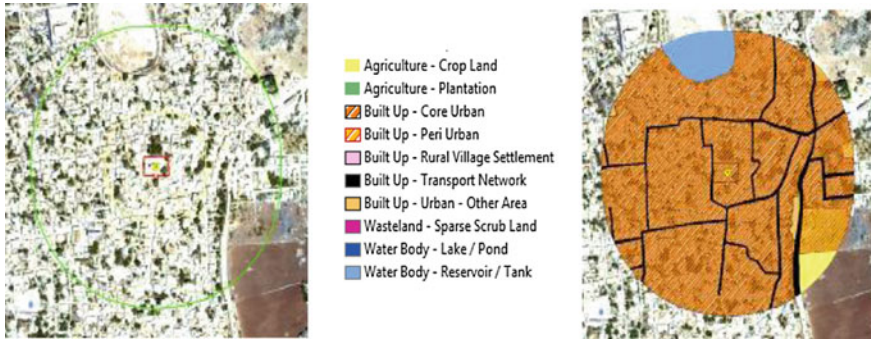 Agriculture - Crop Land
Agriculture - Plantation
Built Up - Core Urban
Built Up - Peri Urban
Built Up - Rural Village Settlement
Built Up - Transport Network
Built Up - Urban - Other Area
Wasteland - Sparse Scrub Land
Water Body - Lake / Pond
Water Body - Reservoir / Tank